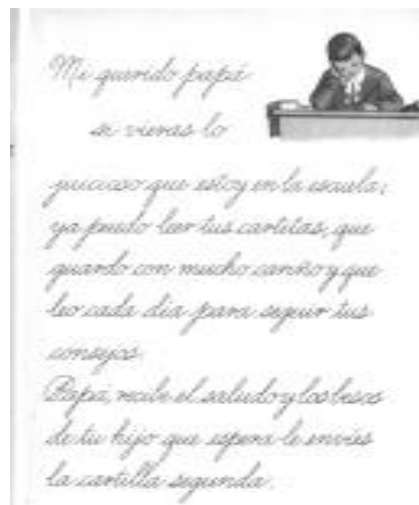 Mi querido papá
si vieras lo
juicioso que estoy en la escuela;
ya puedo leer tus cartitas, que
guardo con mucho cariño y que
leo cada día para seguir tus
consejos.
Papá, recibe el saludo y los besos
de tu hijo que espera le envíes
la cartilla segunda.